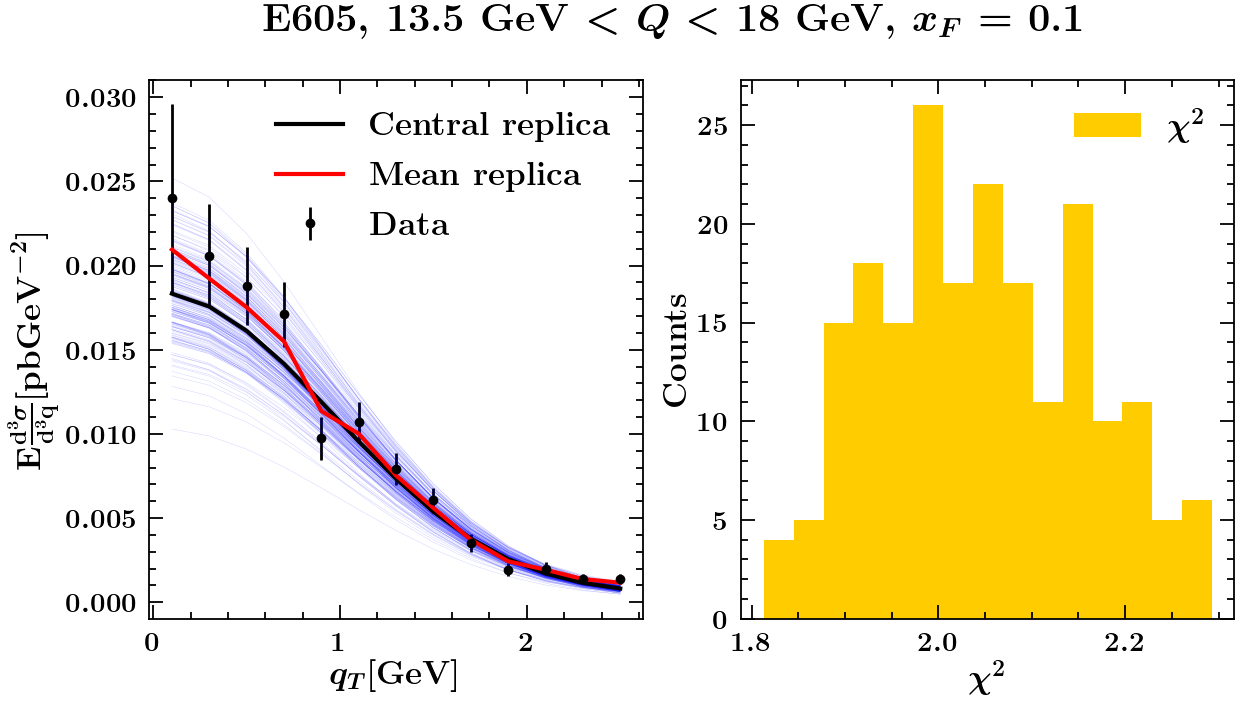 E605, 13.5 GeV < Q < 18 GeV, x_F = 0.1
0.030
0.025
0.020
0.015
0.010
0.005
0.000
E d³σ/d³q [pbGeV⁻²]
Central replica
Mean replica
Data
0
1
2
q_T[GeV]
25
20
15
10
5
0
Counts
χ²
1.8
2.0
2.2
χ²